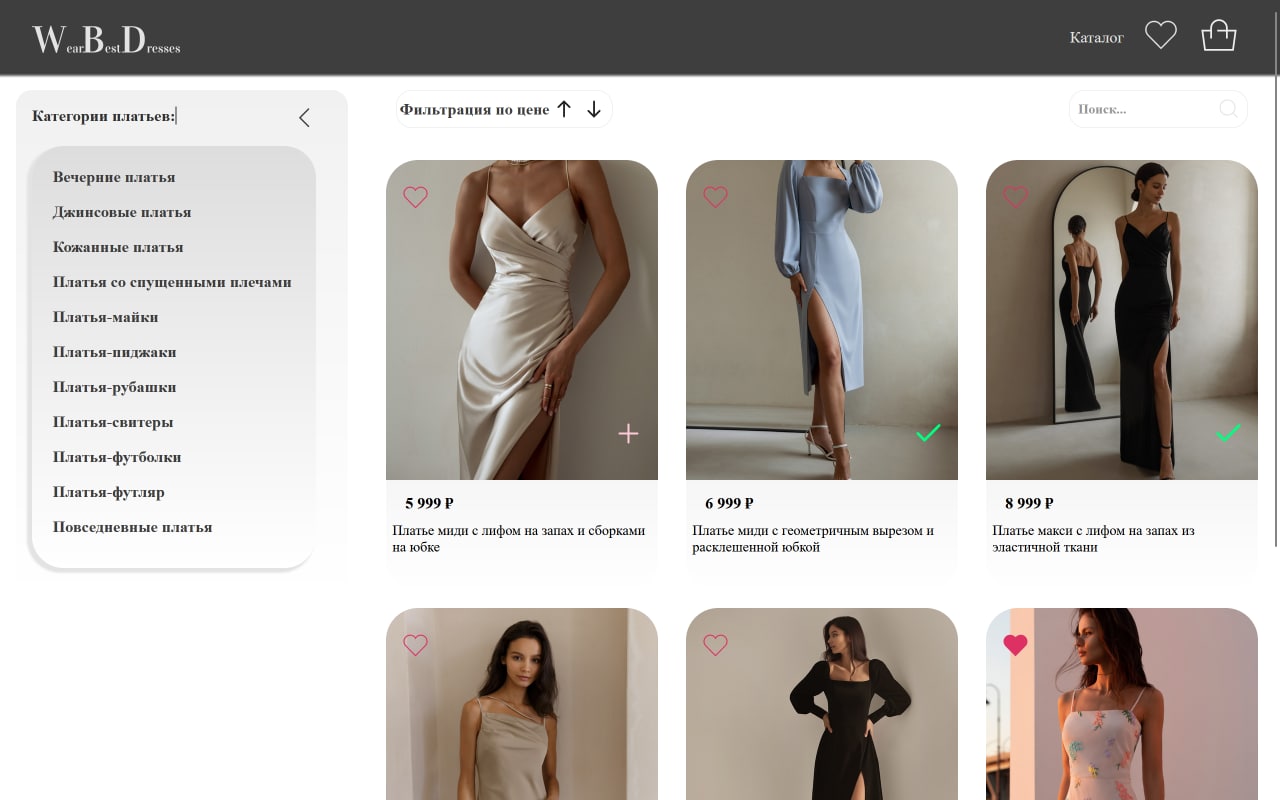 WearBestDresses
Каталог
Категории платьев:
Фильтрация по цене
Поиск...
Вечерние платья
Джинсовые платья
Кожанные платья
Платья со спущенными плечами
Платья-майки
Платья-пиджаки
Платья-рубашки
Платья-свитеры
Платья-футболки
Платья-футляр
Повседневные платья
5 999 ₽
Платье миди с лифом на запах и сборками
на юбке
6 999 ₽
Платье миди с геометричным вырезом и
расклешенной юбкой
8 999 ₽
Платье макси с лифом на запах из
эластичной ткани